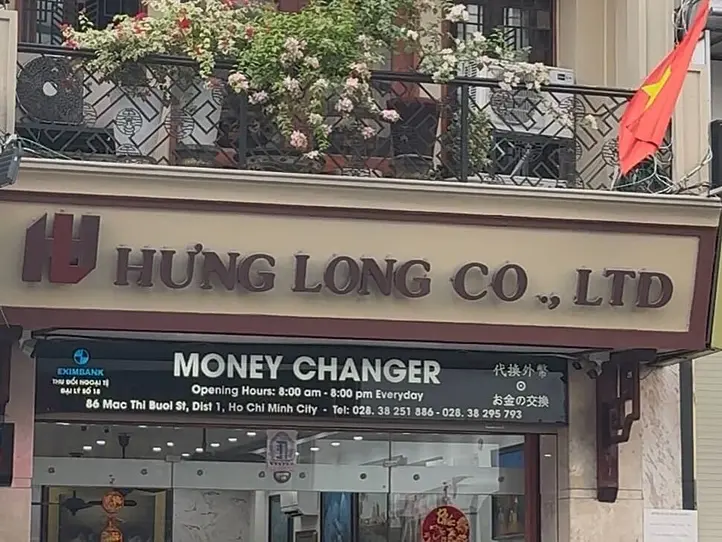 HƯNG LONG CO., LTD
EXIMBANK
THU ĐỔI NGOẠI TỆ
ĐẠI LÝ SỐ 18
MONEY CHANGER
Opening Hours: 8:00 am - 8:00 pm Everyday
86 Mac Thi Buoi St, Dist 1, Ho Chi Minh City - Tel: 028. 38 251 886 - 028. 38 295 793
代換外幣
お金の交換